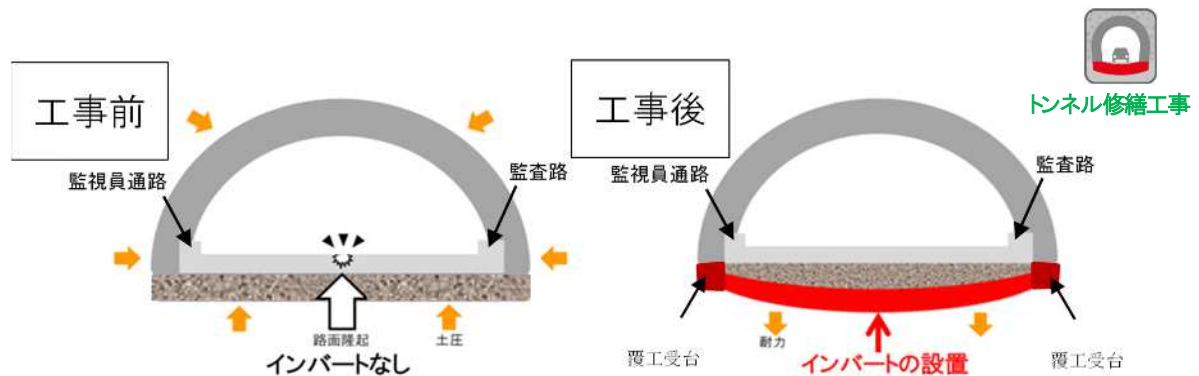 工事前
監視員通路
監査路
路面隆起
土圧
インバートなし
工事後
監視員通路
監査路
耐力
覆工受台
インバートの設置
覆工受台
トンネル修繕工事